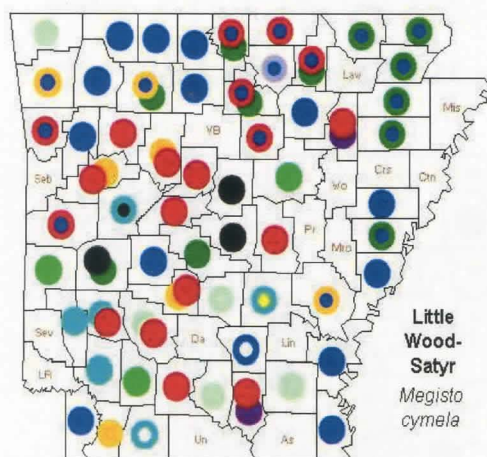 Law
Mis
VB
Seb
Wo
Crs
Ctn
Pr
Mro
Sev
Da
Lin
LR
Un
As
Little
Wood-
Satyr
Megisto
cymela